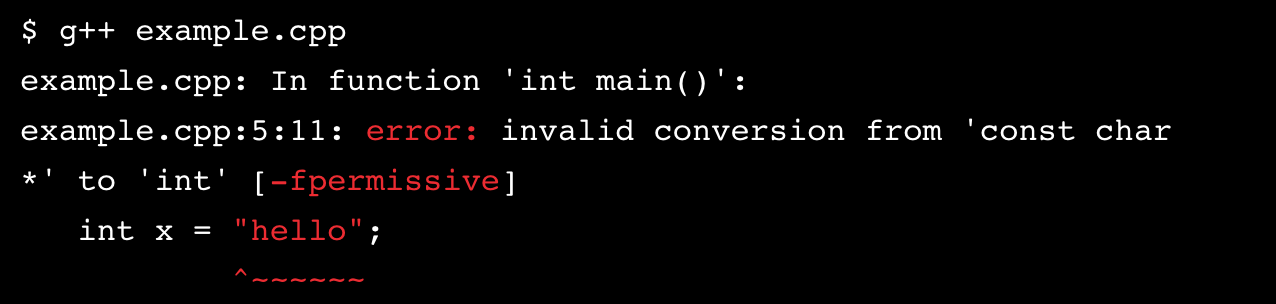 $ g++ example.cpp
example.cpp: In function 'int main()':
example.cpp:5:11: error: invalid conversion from 'const char
*' to 'int' [-fpermissive]
   int x = "hello";
           ^~~~~~~